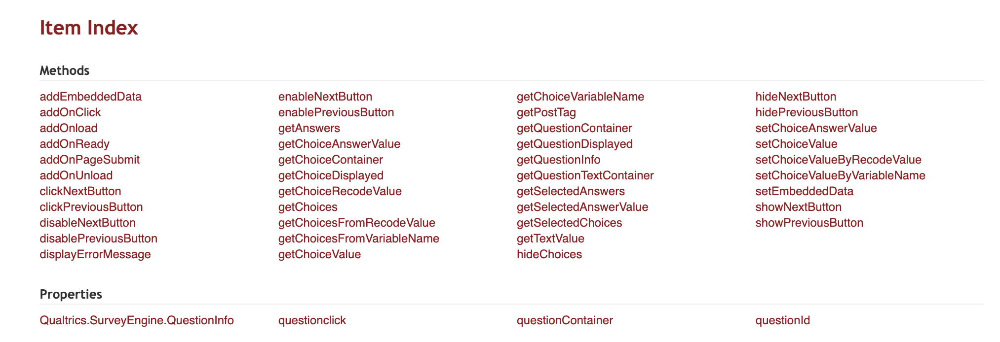 Item Index
Methods
addEmbeddedData
addOnClick
addOnload
addOnReady
addOnPageSubmit
addOnUnload
clickNextButton
clickPreviousButton
disableNextButton
disablePreviousButton
displayErrorMessage
enableNextButton
enablePreviousButton
getAnswers
getChoiceAnswerValue
getChoiceContainer
getChoiceDisplayed
getChoiceRecodeValue
getChoices
getChoicesFromRecodeValue
getChoicesFromVariableName
getChoiceValue
getChoiceVariableName
getPostTag
getQuestionContainer
getQuestionDisplayed
getQuestionInfo
getQuestionTextContainer
getSelectedAnswers
getSelectedAnswerValue
getSelectedChoices
getTextValue
hideChoices
hideNextButton
hidePreviousButton
setChoiceAnswerValue
setChoiceValue
setChoiceValueByRecodeValue
setChoiceValueByVariableName
setEmbeddedData
showNextButton
showPreviousButton
Properties
Qualtrics.SurveyEngine.QuestionInfo
questionclick
questionContainer
questionId